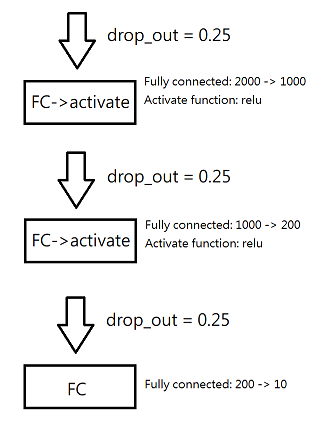 drop_out = 0.25
FC->activate
Fully connected: 2000 -> 1000
Activate function: relu
drop_out = 0.25
FC->activate
Fully connected: 1000 -> 200
Activate function: relu
drop_out = 0.25
FC
Fully connected: 200 -> 10